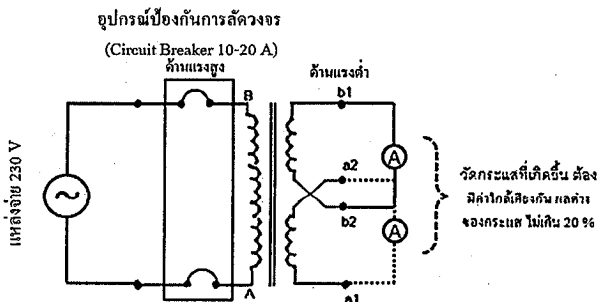 อุปกรณ์ป้องกันการลัดวงจร
(Circuit Breaker 10-20 A)
ด้านแรงสูง
ด้านแรงต่ำ
B
b1
A
a2
วัดกระแสที่เกิดขึ้น ต้อง
มีค่าใกล้เคียงกัน ผลต่าง
ของกระแส ไม่เกิน 20 %
แหล่งจ่าย 230 V
b2
A
A
a1